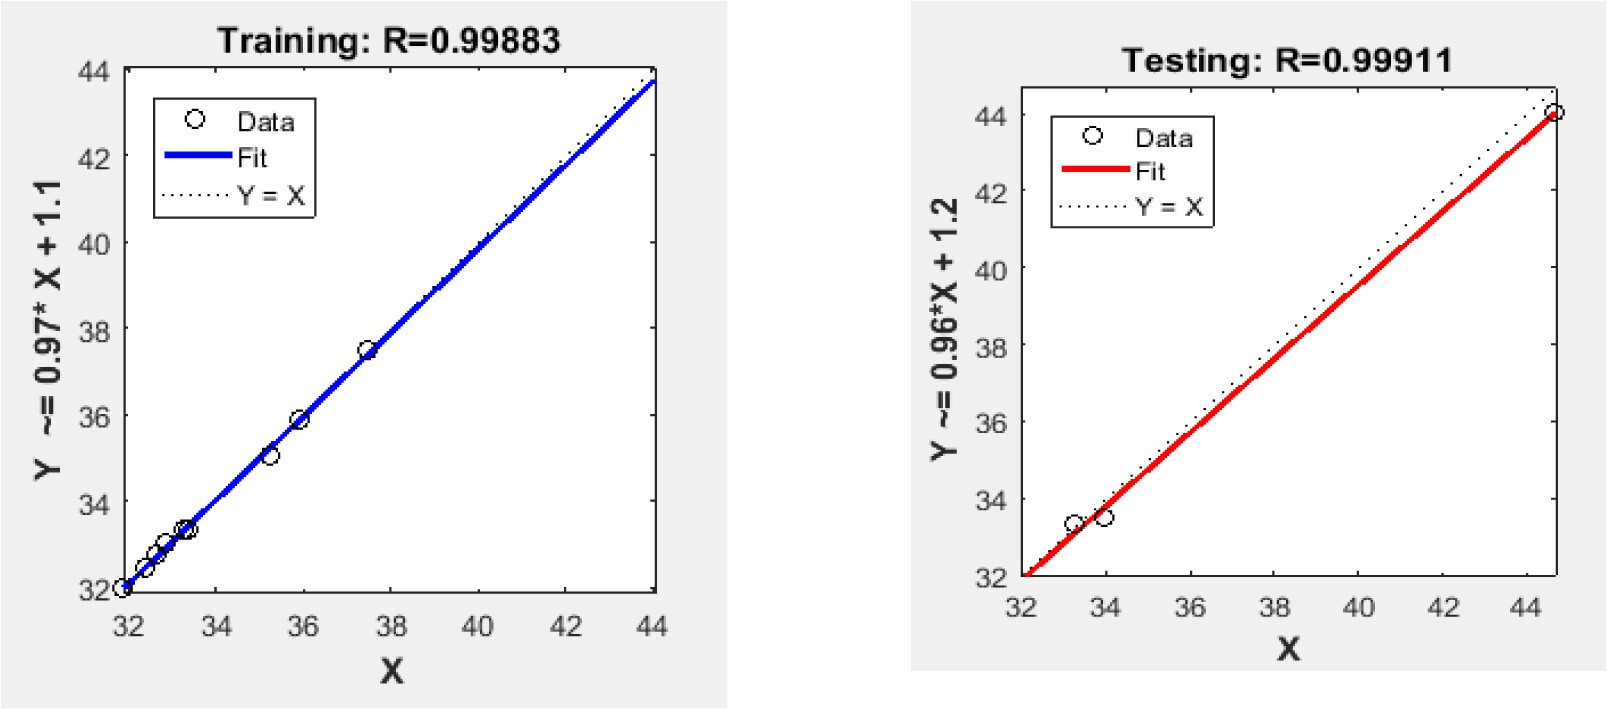 Training: R=0.99883
Y ~= 0.97* X + 1.1
44
42
40
38
36
34
32
Data
Fit
Y = X
32 34 36 38 40 42 44
X
Testing: R=0.99911
Y ~= 0.96*X + 1.2
44
42
40
38
36
34
32
Data
Fit
Y = X
32 34 36 38 40 42 44
X